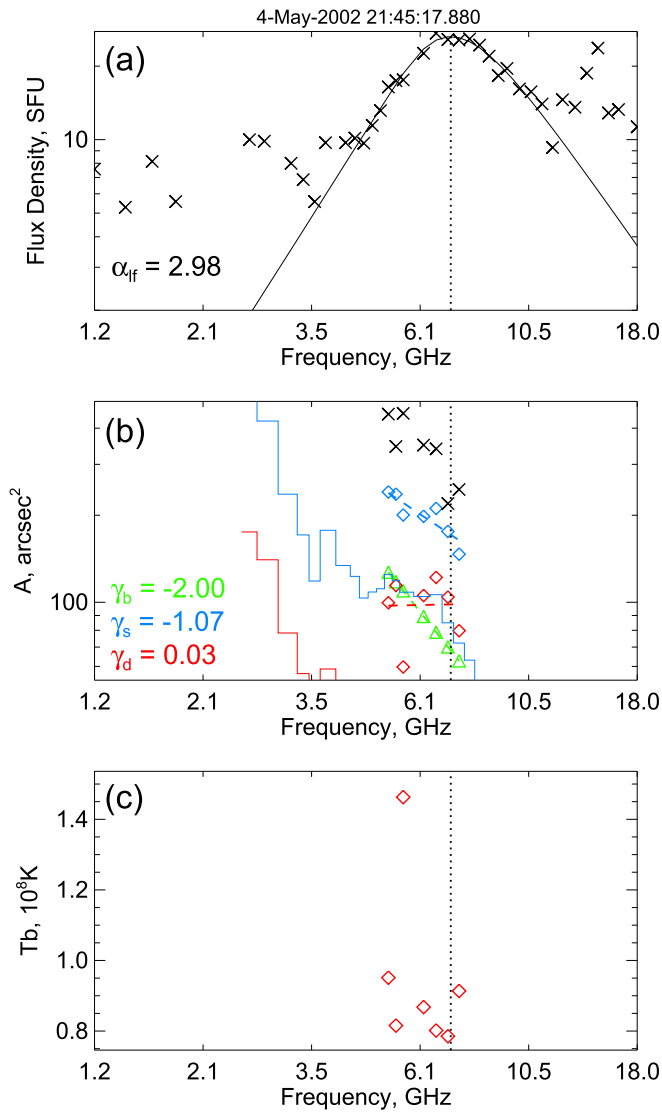 4-May-2002 21:45:17.880
(a)
Flux Density, SFU
10
α_lf = 2.98
1.2 2.1 3.5 6.1 10.5 18.0
Frequency, GHz
(b)
A, arcsec²
100
γ_b = -2.00
γ_s = -1.07
γ_d = 0.03
1.2 2.1 3.5 6.1 10.5 18.0
Frequency, GHz
(c)
Tb, 10⁸K
1.4
1.2
1.0
0.8
1.2 2.1 3.5 6.1 10.5 18.0
Frequency, GHz